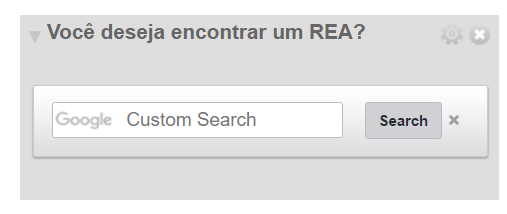 Você deseja encontrar um REA?
Google Custom Search Search